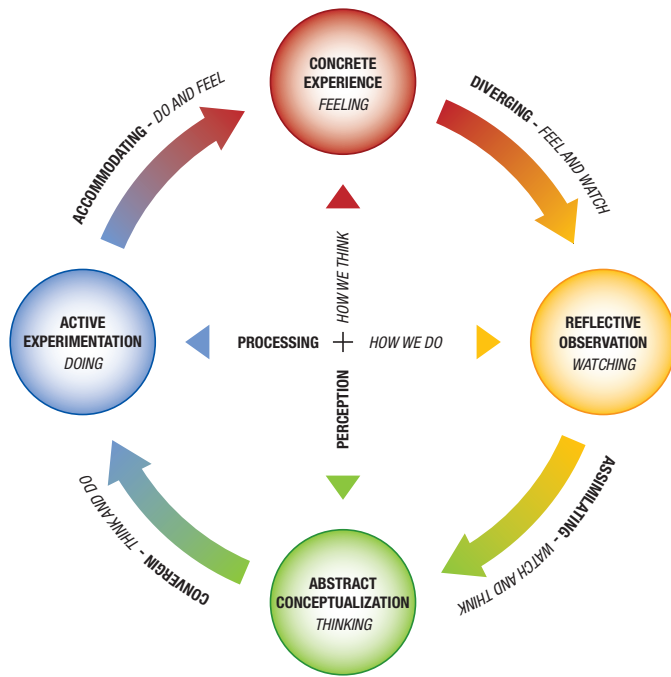 CONCRETE
EXPERIENCE
FEELING
ACCOMMODATING - DO AND FEEL
DIVERGING - FEEL AND WATCH
HOW WE THINK
ACTIVE
EXPERIMENTATION
DOING
PROCESSING
HOW WE DO
REFLECTIVE
OBSERVATION
WATCHING
PERCEPTION
CONVERGIN - THINK AND DO
ASSIMILATING - WATCH AND THINK
ABSTRACT
CONCEPTUALIZATION
THINKING